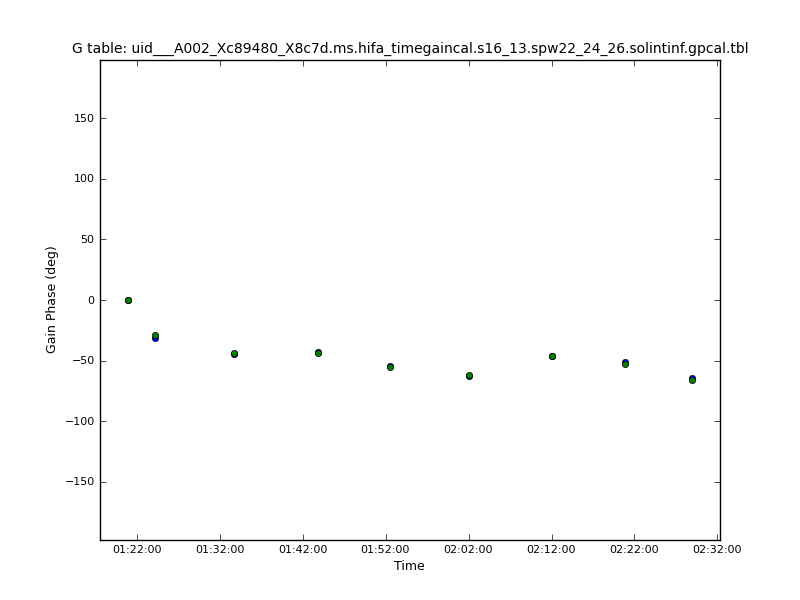 G table: uid___A002_Xc89480_X8c7d.ms.hifa_timegaincal.s16_13.spw22_24_26.solintinf.gpcal.tbl
150
100
50
0
−50
−100
−150
Gain Phase (deg)
01:22:00 01:32:00 01:42:00 01:52:00 02:02:00 02:12:00 02:22:00 02:32:00
Time